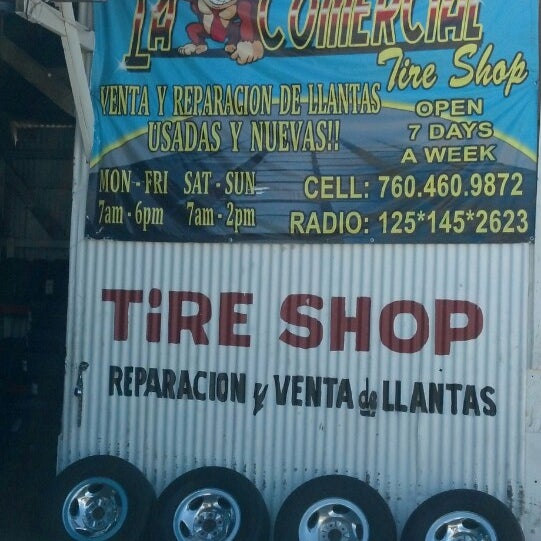 LA COMERCIAL
Tire Shop
VENTA Y REPARACION DE LLANTAS
USADAS Y NUEVAS!!
OPEN
7 DAYS
A WEEK
MON - FRI SAT - SUN
7am - 6pm 7am - 2pm
CELL: 760.460.9872
RADIO: 125*145*2623
TiRE SHOP
REPARACION y VENTA de LLANTAS